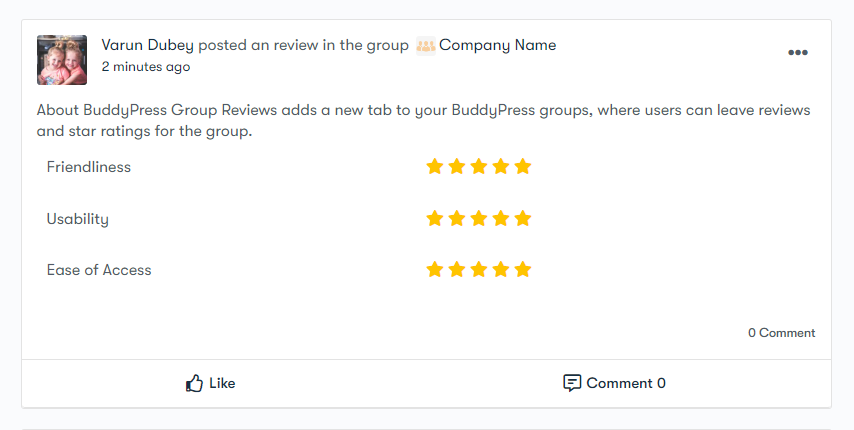 Varun Dubey posted an review in the group Company Name
2 minutes ago
About BuddyPress Group Reviews adds a new tab to your BuddyPress groups, where users can leave reviews
and star ratings for the group.
Friendliness
Usability
Ease of Access
0 Comment
Like Comment 0